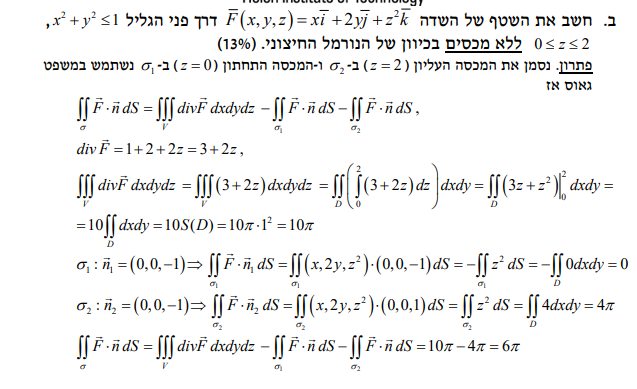 Holon Institute of Technology
ב. חשב את השטף של השדה F̅(x,y,z) = xi̅ + 2yj̅ + z²k̅ דרך פני הגליל x² + y² ≤ 1,
0 ≤ z ≤ 2 ללא מכסים בכיוון של הנורמל החיצוני. (13%)
פתרון. נסמן את המכסה העליון (z = 2) ב- σ₂ ו-המכסה התחתון (z = 0) ב- σ₁ נשתמש במשפט
גאוס אז
∬_σ F⃗·n⃗ dS = ∭_V divF⃗ dxdydz − ∬_σ₁ F⃗·n⃗ dS − ∬_σ₂ F⃗·n⃗ dS ,
div F⃗ = 1 + 2 + 2z = 3 + 2z ,
∭_V divF⃗ dxdydz = ∭_V (3+2z) dxdydz = ∬_D (∫₀² (3+2z) dz) dxdy = ∬_D (3z + z²)|₀² dxdy =
= 10∬_D dxdy = 10S(D) = 10π·1² = 10π
σ₁ : n⃗₁ = (0,0,−1) ⇒ ∬_σ₁ F⃗·n⃗₁ dS = ∬_σ₁ (x,2y,z²)·(0,0,−1) dS = −∬_σ₁ z² dS = −∬_D 0dxdy = 0
σ₂ : n⃗₂ = (0,0,−1) ⇒ ∬_σ₂ F⃗·n⃗₂ dS = ∬_σ₂ (x,2y,z²)·(0,0,1) dS = ∬_σ₂ z² dS = ∬_D 4dxdy = 4π
∬_σ F⃗·n⃗ dS = ∭_V divF⃗ dxdydz − ∬_σ₁ F⃗·n⃗ dS − ∬_σ₂ F⃗·n⃗ dS = 10π − 4π = 6π